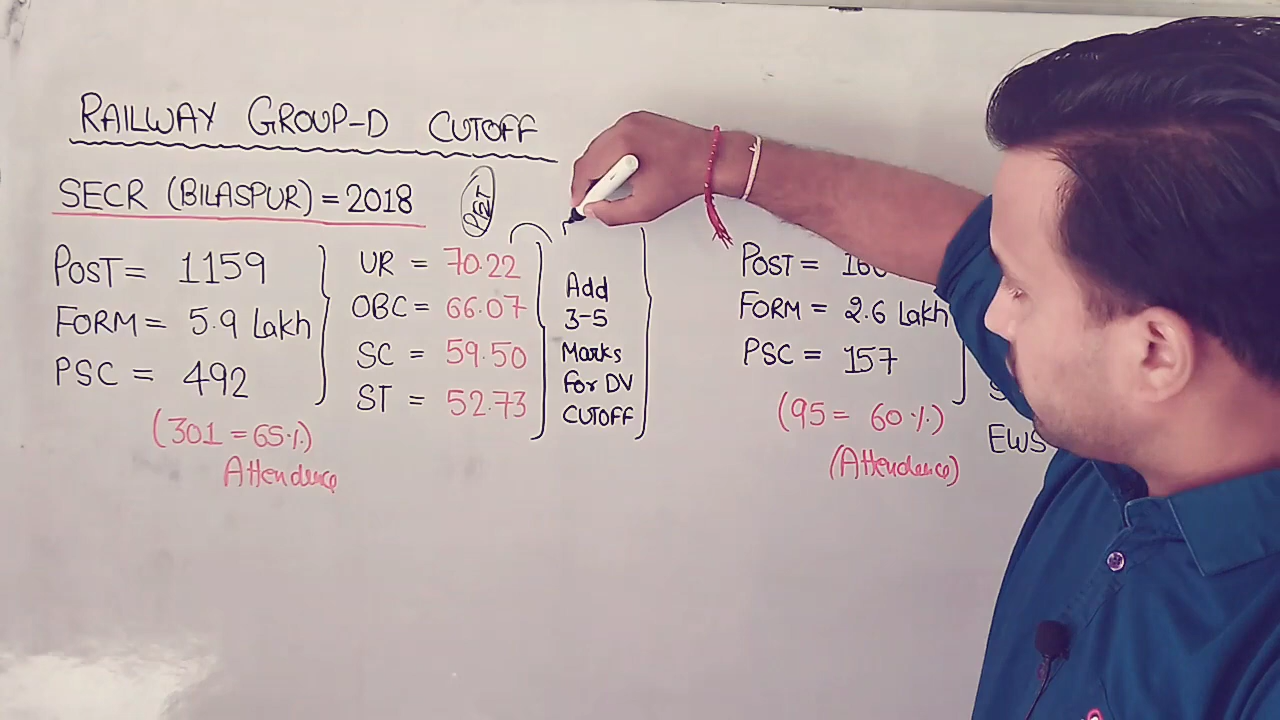 RAILWAY GROUP-D CUTOFF
SECR (BILASPUR) = 2018
PET
POST = 1159
FORM = 5.9 Lakh
PSC = 492
(301 = 65%)
Attendence
UR = 70.22
OBC = 66.07
SC = 59.50
ST = 52.73
Add
3-5
Marks
for DV
CUTOFF
POST =
FORM = 2.6 Lakh
PSC = 157
(95 = 60%)
(Attendence)
EWS